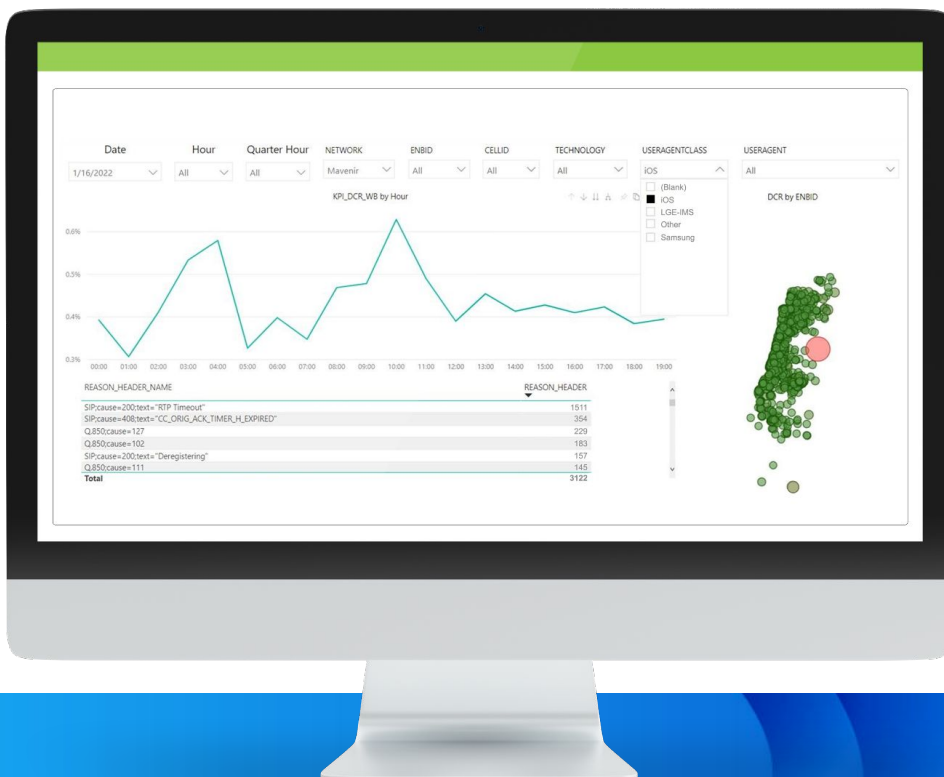 Date Hour Quarter Hour NETWORK ENBID CELLID TECHNOLOGY USERAGENTCLASS USERAGENT
1/16/2022 All All Mavenir All All All iOS All
KPI_DCR_WB by Hour
DCR by ENBID
(Blank)
iOS
LGE-IMS
Other
Samsung
0.6%
0.5%
0.4%
0.3%
00:00 01:00 02:00 03:00 04:00 05:00 06:00 07:00 08:00 09:00 10:00 11:00 12:00 13:00 14:00 15:00 16:00 17:00 18:00 19:00
REASON_HEADER_NAME REASON_HEADER
SIP;cause=200;text="RTP Timeout" 1511
SIP;cause=408;text="CC_ORIG_ACK_TIMER_H_EXPIRED" 354
Q.850;cause=127 229
Q.850;cause=102 183
SIP;cause=200;text="Deregistering" 157
Q.850;cause=111 145
Total 3122